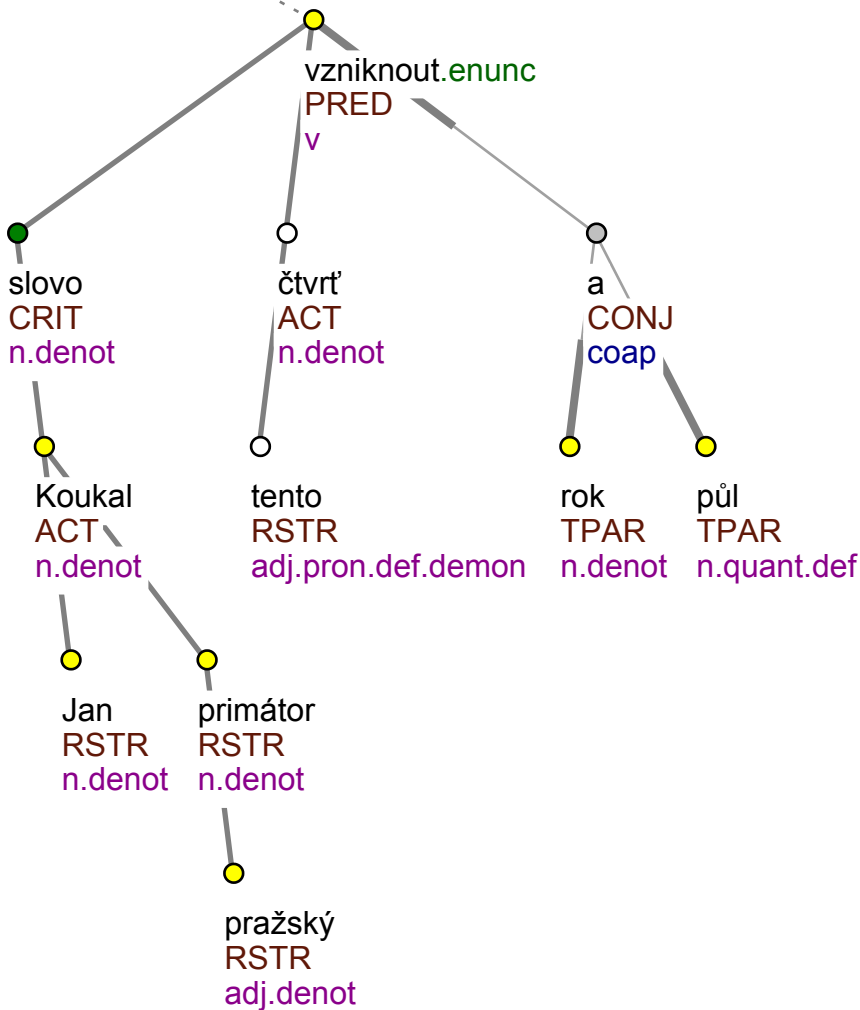 vzniknout.enunc
PRED
v
slovo
CRIT
n.denot
čtvrť
ACT
n.denot
a
CONJ
coap
Koukal
ACT
n.denot
tento
RSTR
adj.pron.def.demon
rok
TPAR
n.denot
půl
TPAR
n.quant.def
Jan
RSTR
n.denot
primátor
RSTR
n.denot
pražský
RSTR
adj.denot